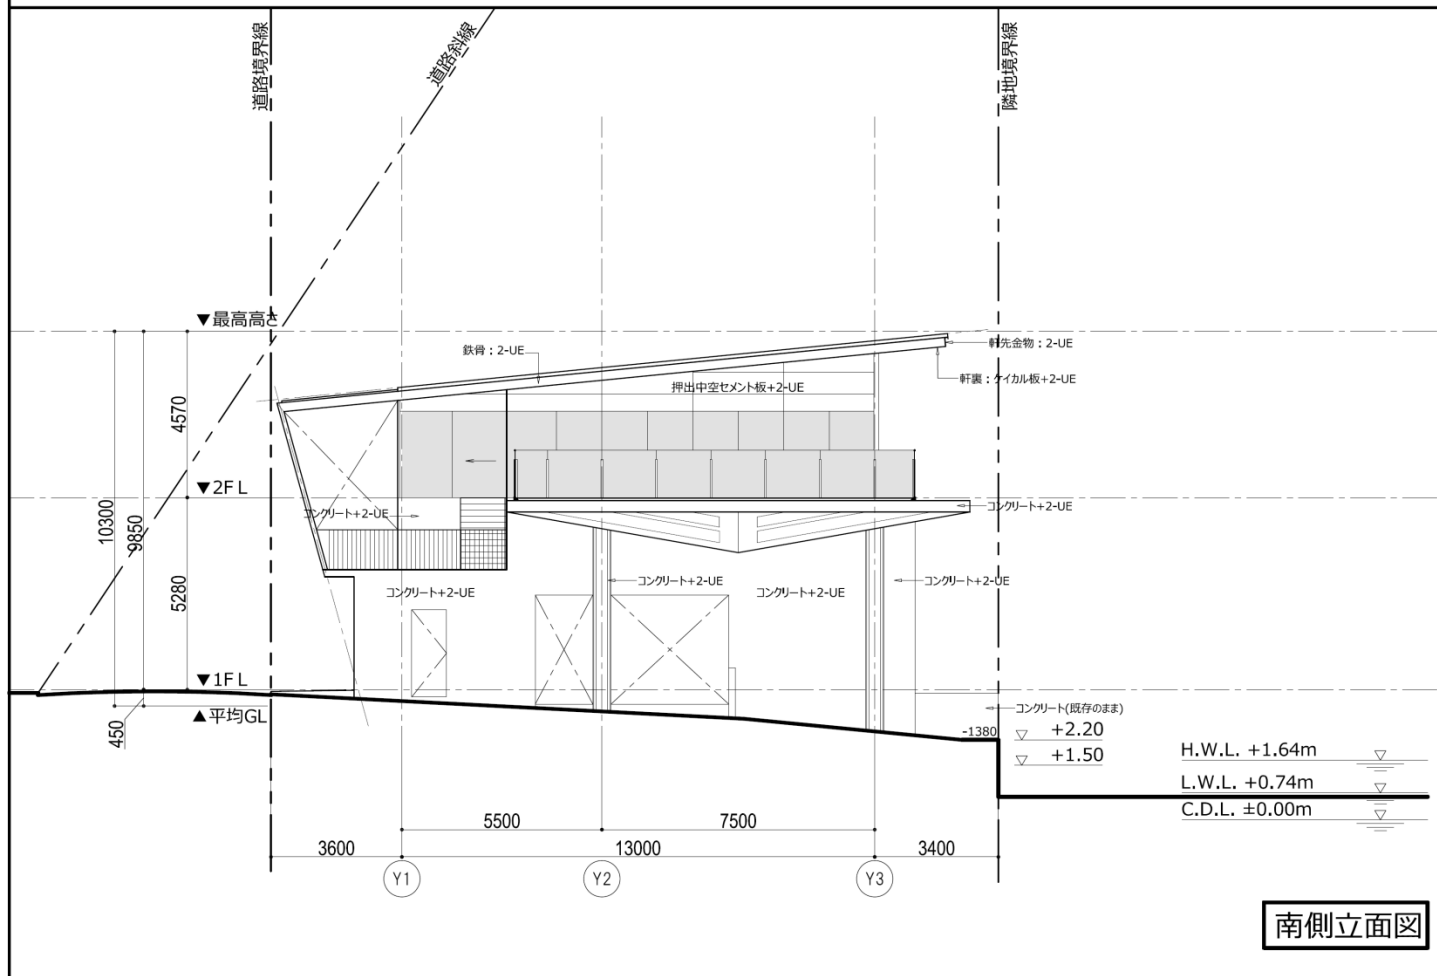 道路境界線
道路斜線
隣地境界線
▼最高高さ
鉄骨：2-UE
軒先金物：2-UE
軒裏：ケイカル板+2-UE
押出中空セメント板+2-UE
4570
▼2FL
10300
9850
コンクリート+2-UE
コンクリート+2-UE
5280
コンクリート+2-UE
コンクリート+2-UE
コンクリート+2-UE
コンクリート+2-UE
▼1FL
▲平均GL
450
コンクリート(既存のまま)
-1380
+2.20
+1.50
H.W.L. +1.64m
L.W.L. +0.74m
C.D.L. ±0.00m
5500
7500
3600
13000
3400
Y1
Y2
Y3
南側立面図